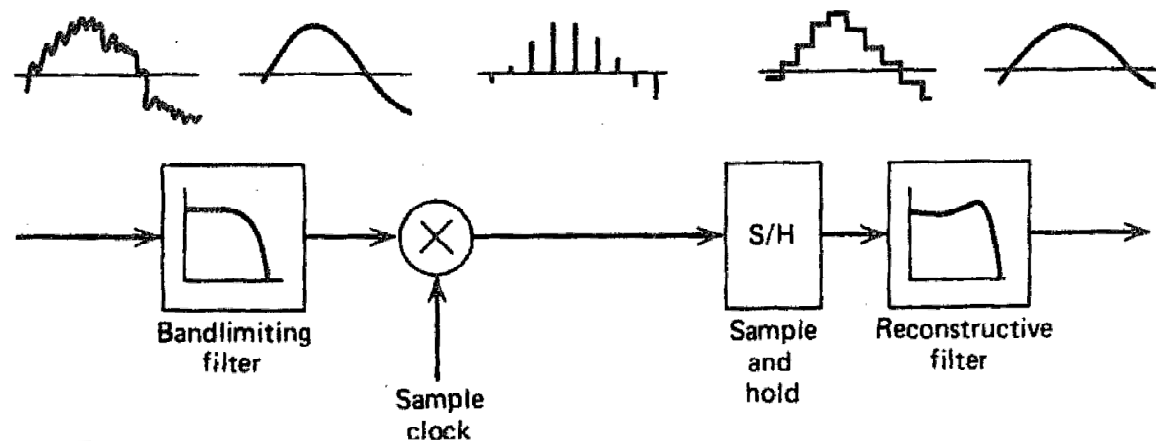 S/H
Bandlimiting
filter
Sample
clock
Sample
and
hold
Reconstructive
filter